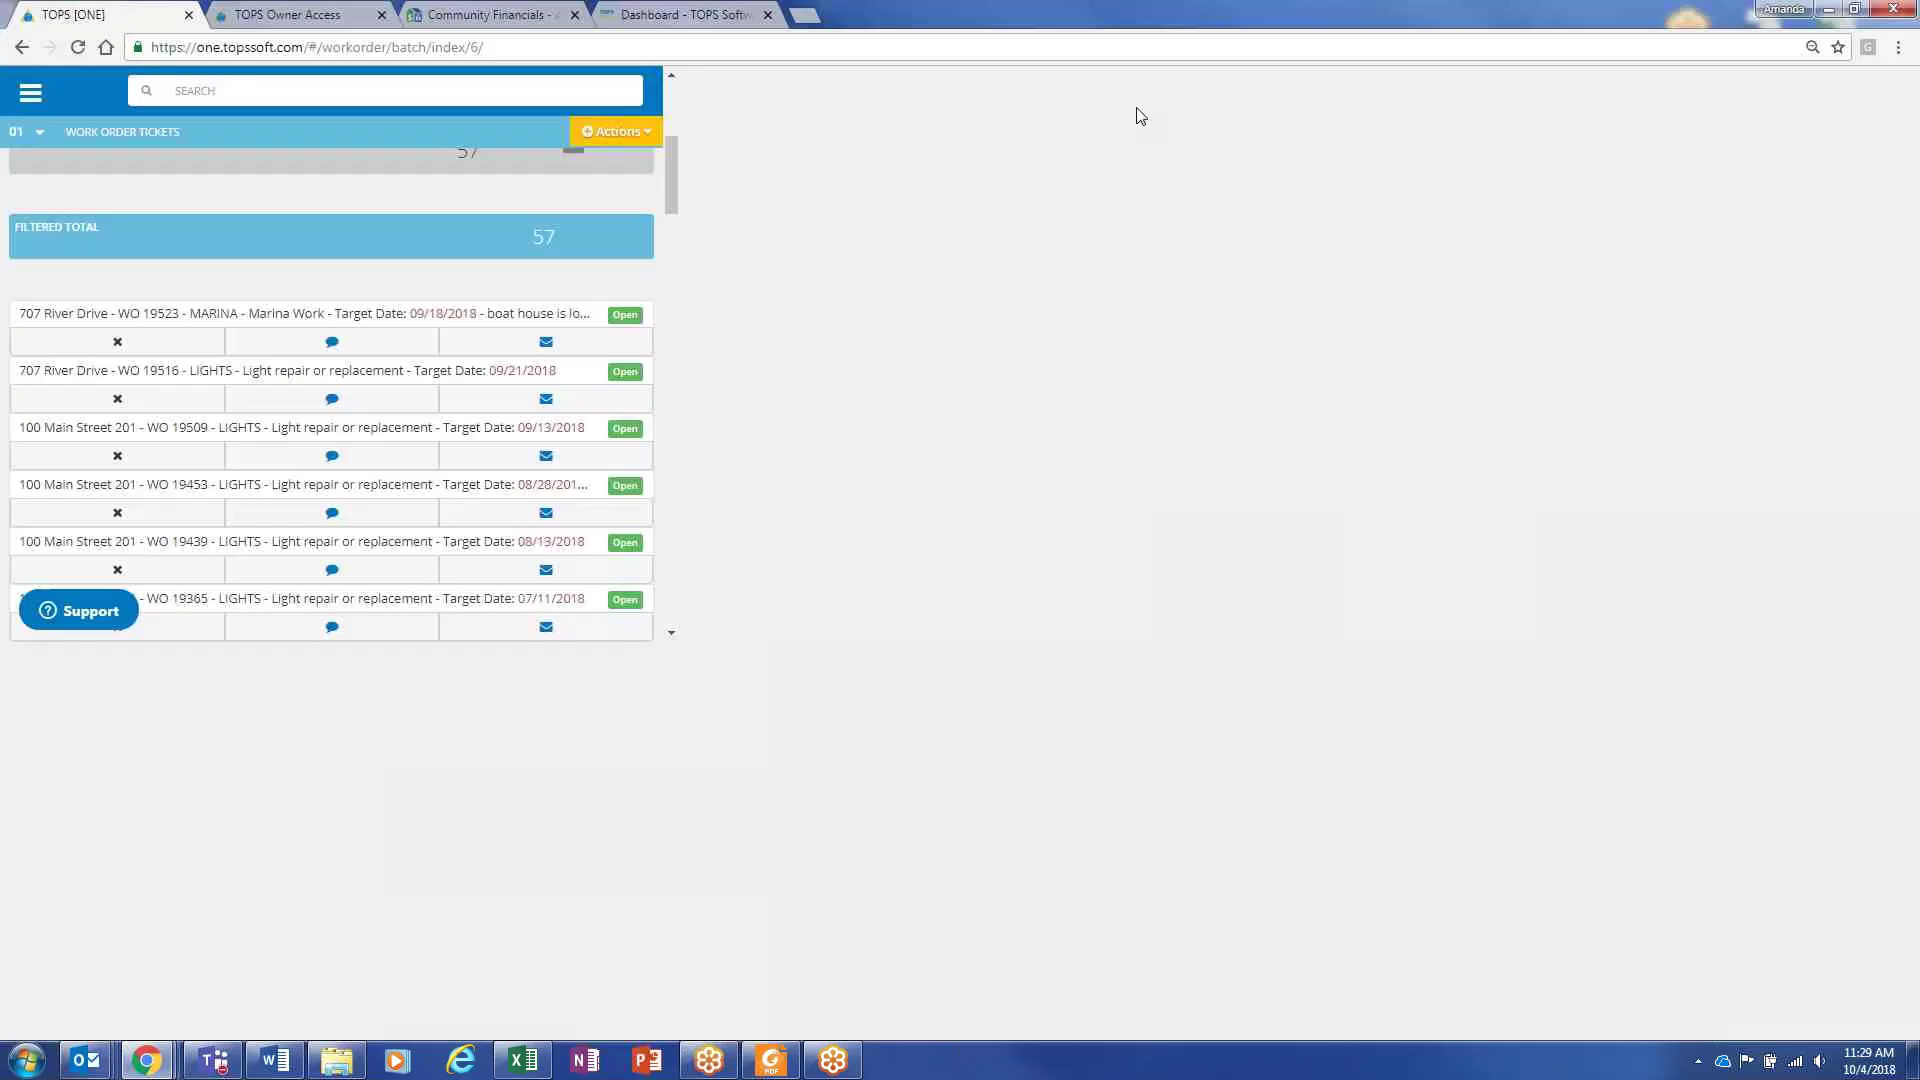 TOPS [ONE]
TOPS Owner Access
Community Financials -
Dashboard - TOPS Softw
Amanda
https://one.topssoft.com/#/workorder/batch/index/6/
G
SEARCH
01 WORK ORDER TICKETS
Actions
57
FILTERED TOTAL
57
707 River Drive - WO 19523 - MARINA - Marina Work - Target Date: 09/18/2018 - boat house is lo...
Open
707 River Drive - WO 19516 - LIGHTS - Light repair or replacement - Target Date: 09/21/2018
Open
100 Main Street 201 - WO 19509 - LIGHTS - Light repair or replacement - Target Date: 09/13/2018
Open
100 Main Street 201 - WO 19453 - LIGHTS - Light repair or replacement - Target Date: 08/28/201...
Open
100 Main Street 201 - WO 19439 - LIGHTS - Light repair or replacement - Target Date: 08/13/2018
Open
- WO 19365 - LIGHTS - Light repair or replacement - Target Date: 07/11/2018
Open
Support
11:29 AM
10/4/2018